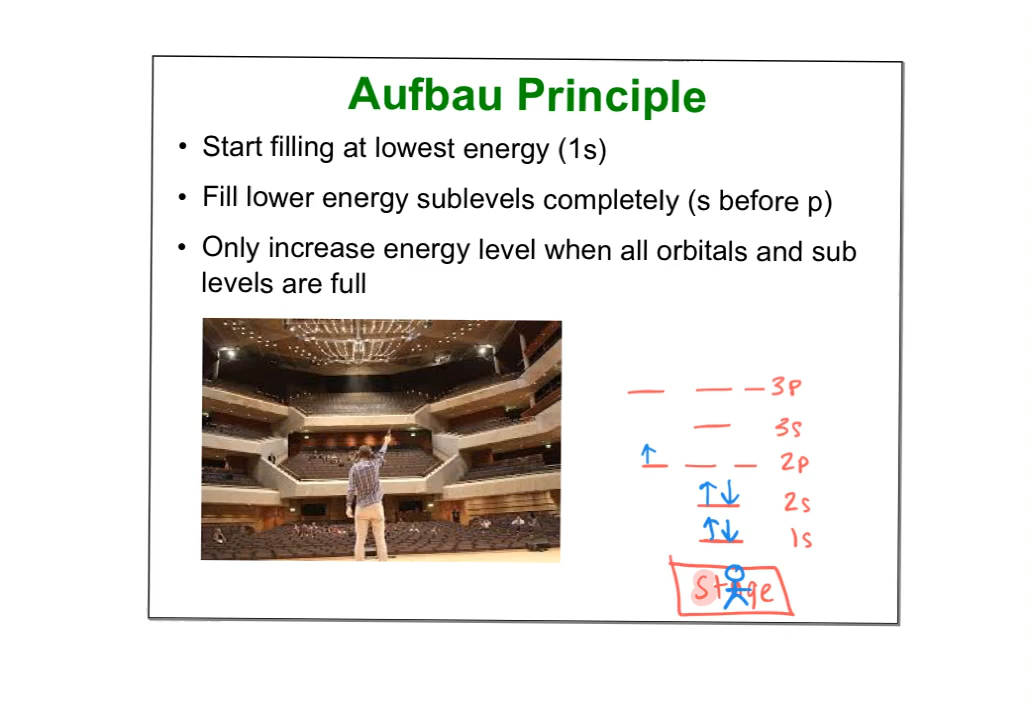 Aufbau Principle
• Start filling at lowest energy (1s)
• Fill lower energy sublevels completely (s before p)
• Only increase energy level when all orbitals and sub
levels are full
3p
3s
2p
2s
1s
Stage